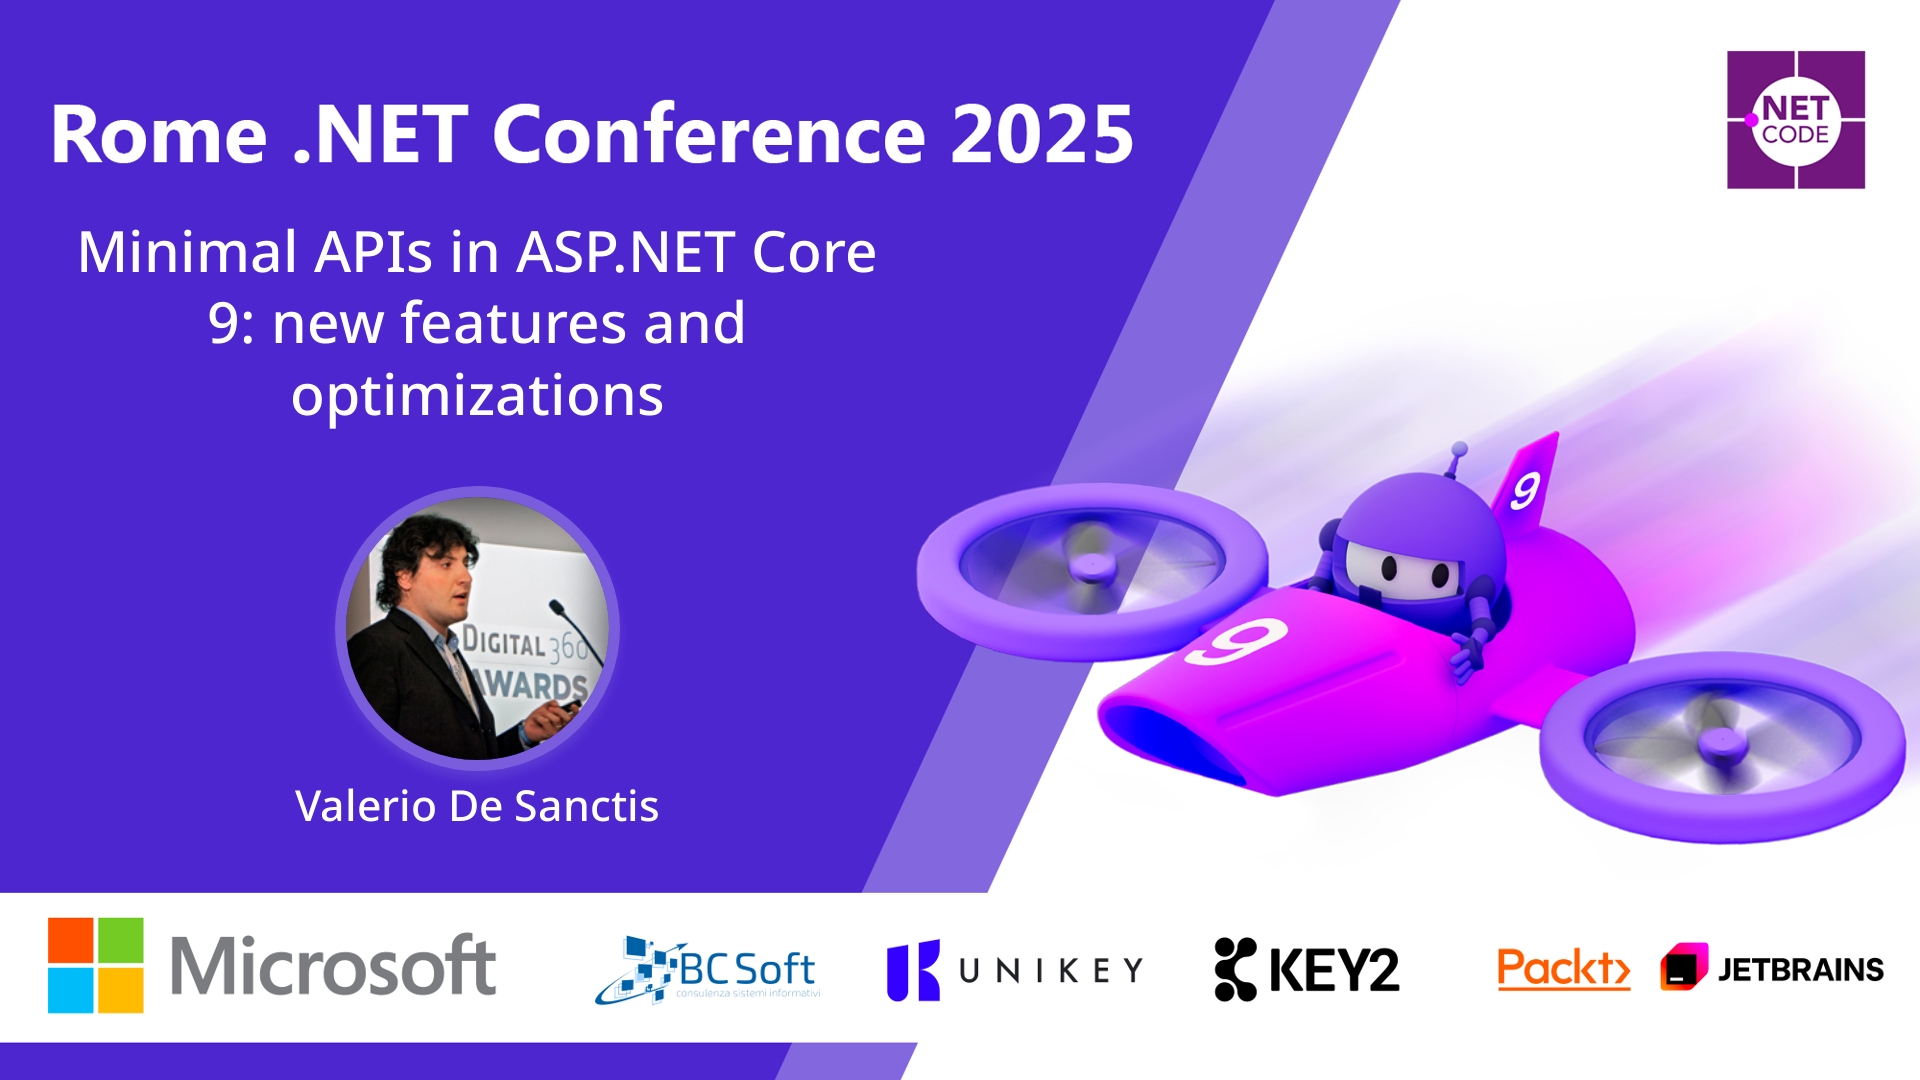 Rome .NET Conference 2025
.NET
CODE
Minimal APIs in ASP.NET Core
9: new features and
optimizations
9
9
DIGITAL 360
AWARDS
Valerio De Sanctis
Microsoft
BC Soft
consulenza sistemi informativi
UNIKEY
KEY2
Packt>
JETBRAINS